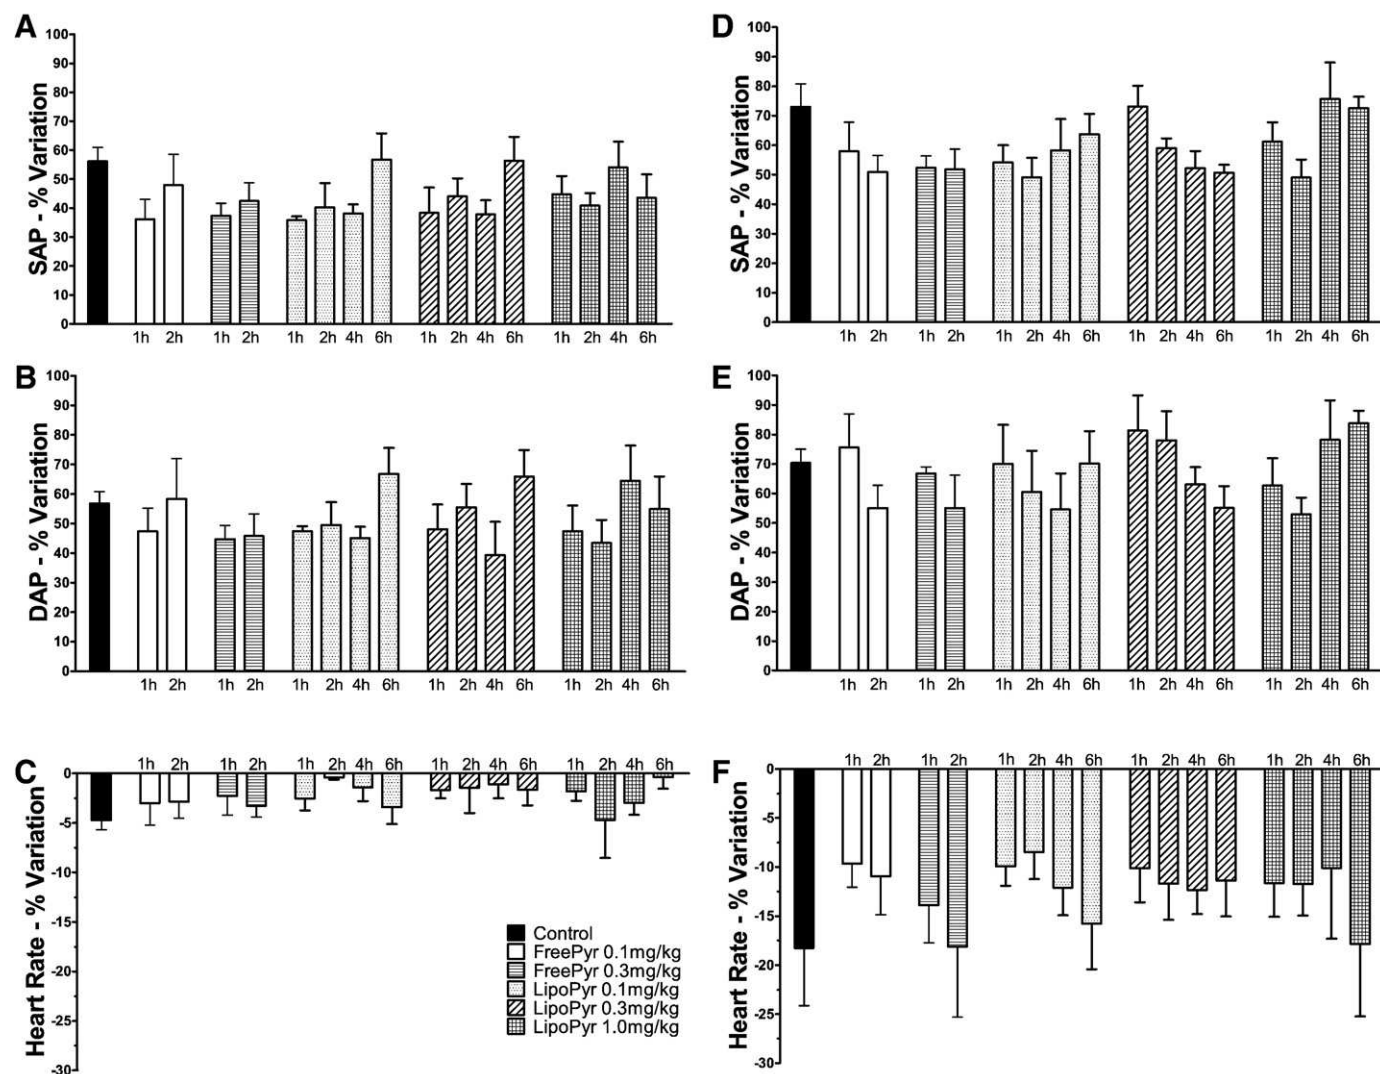 A
SAP - % Variation
100
90
80
70
60
50
40
30
20
10
0
1h 2h 1h 2h 1h 2h 4h 6h 1h 2h 4h 6h 1h 2h 4h 6h
B
DAP - % Variation
100
90
80
70
60
50
40
30
20
10
0
1h 2h 1h 2h 1h 2h 4h 6h 1h 2h 4h 6h 1h 2h 4h 6h
C
Heart Rate - % Variation
1h 2h 1h 2h 1h 2h 4h 6h 1h 2h 4h 6h 1h 2h 4h 6h
0
-5
-10
-15
-20
-25
-30
Control
FreePyr 0.1mg/kg
FreePyr 0.3mg/kg
LipoPyr 0.1mg/kg
LipoPyr 0.3mg/kg
LipoPyr 1.0mg/kg
D
SAP - % Variation
100
90
80
70
60
50
40
30
20
10
0
1h 2h 1h 2h 1h 2h 4h 6h 1h 2h 4h 6h 1h 2h 4h 6h
E
DAP - % Variation
100
90
80
70
60
50
40
30
20
10
0
1h 2h 1h 2h 1h 2h 4h 6h 1h 2h 4h 6h 1h 2h 4h 6h
F
Heart Rate - % Variation
1h 2h 1h 2h 1h 2h 4h 6h 1h 2h 4h 6h 1h 2h 4h 6h
0
-5
-10
-15
-20
-25
-30